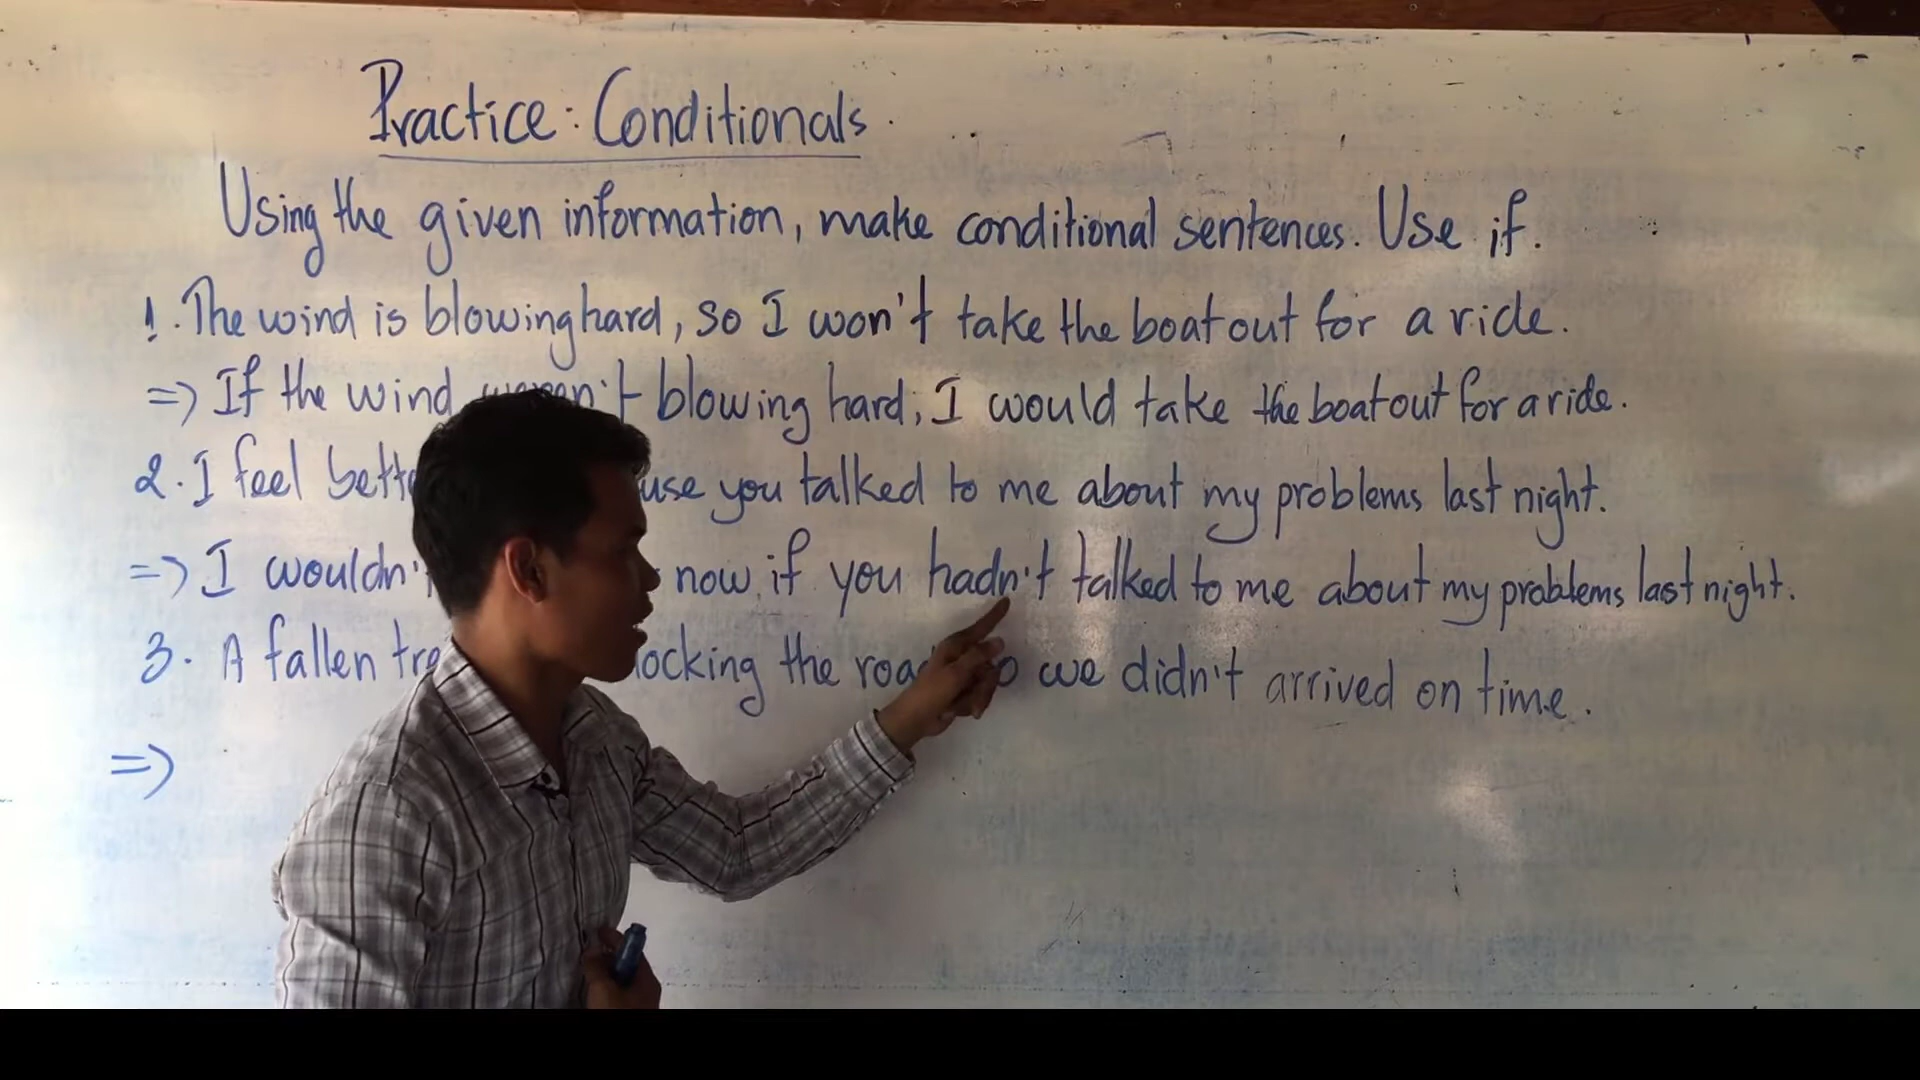 Practice: Conditionals.
Using the given information, make conditional sentences. Use if.
1. The wind is blowing hard, so I won't take the boat out for a ride.
=> If the wind weren't blowing hard, I would take the boat out for a ride.
2. I feel you talked to me about my problems last night.
=> I now if you hadn't talked to me about my problems last night.
3. A fallen the we didn't arrived on time.
=>